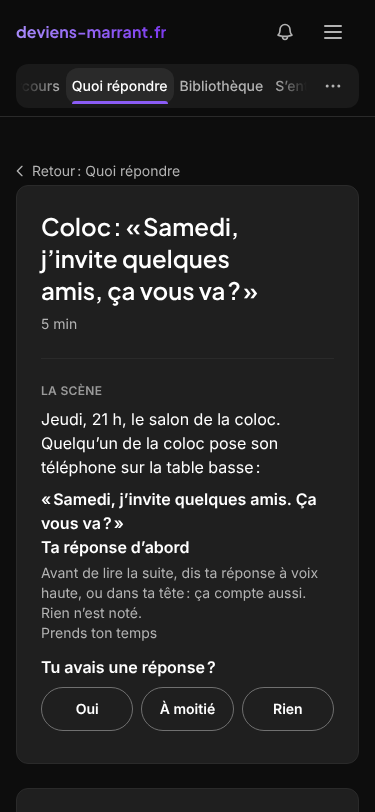 deviens-marrant.fr
cours Quoi répondre Bibliothèque S'en
Retour : Quoi répondre
Coloc : « Samedi,
j'invite quelques
amis, ça vous va ? »
5 min
LA SCÈNE
Jeudi, 21 h, le salon de la coloc.
Quelqu'un de la coloc pose son
téléphone sur la table basse :
« Samedi, j'invite quelques amis. Ça
vous va ? »
Ta réponse d'abord
Avant de lire la suite, dis ta réponse à voix
haute, ou dans ta tête : ça compte aussi.
Rien n'est noté.
Prends ton temps
Tu avais une réponse ?
Oui À moitié Rien